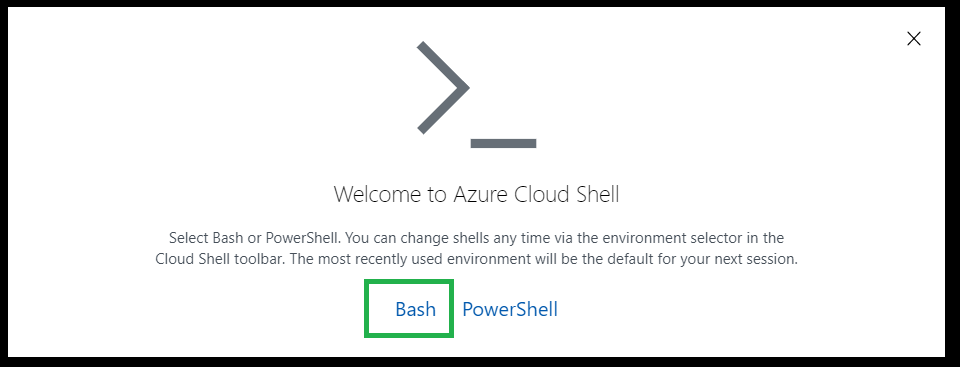 Welcome to Azure Cloud Shell
Select Bash or PowerShell. You can change shells any time via the environment selector in the
Cloud Shell toolbar. The most recently used environment will be the default for your next session.
Bash PowerShell